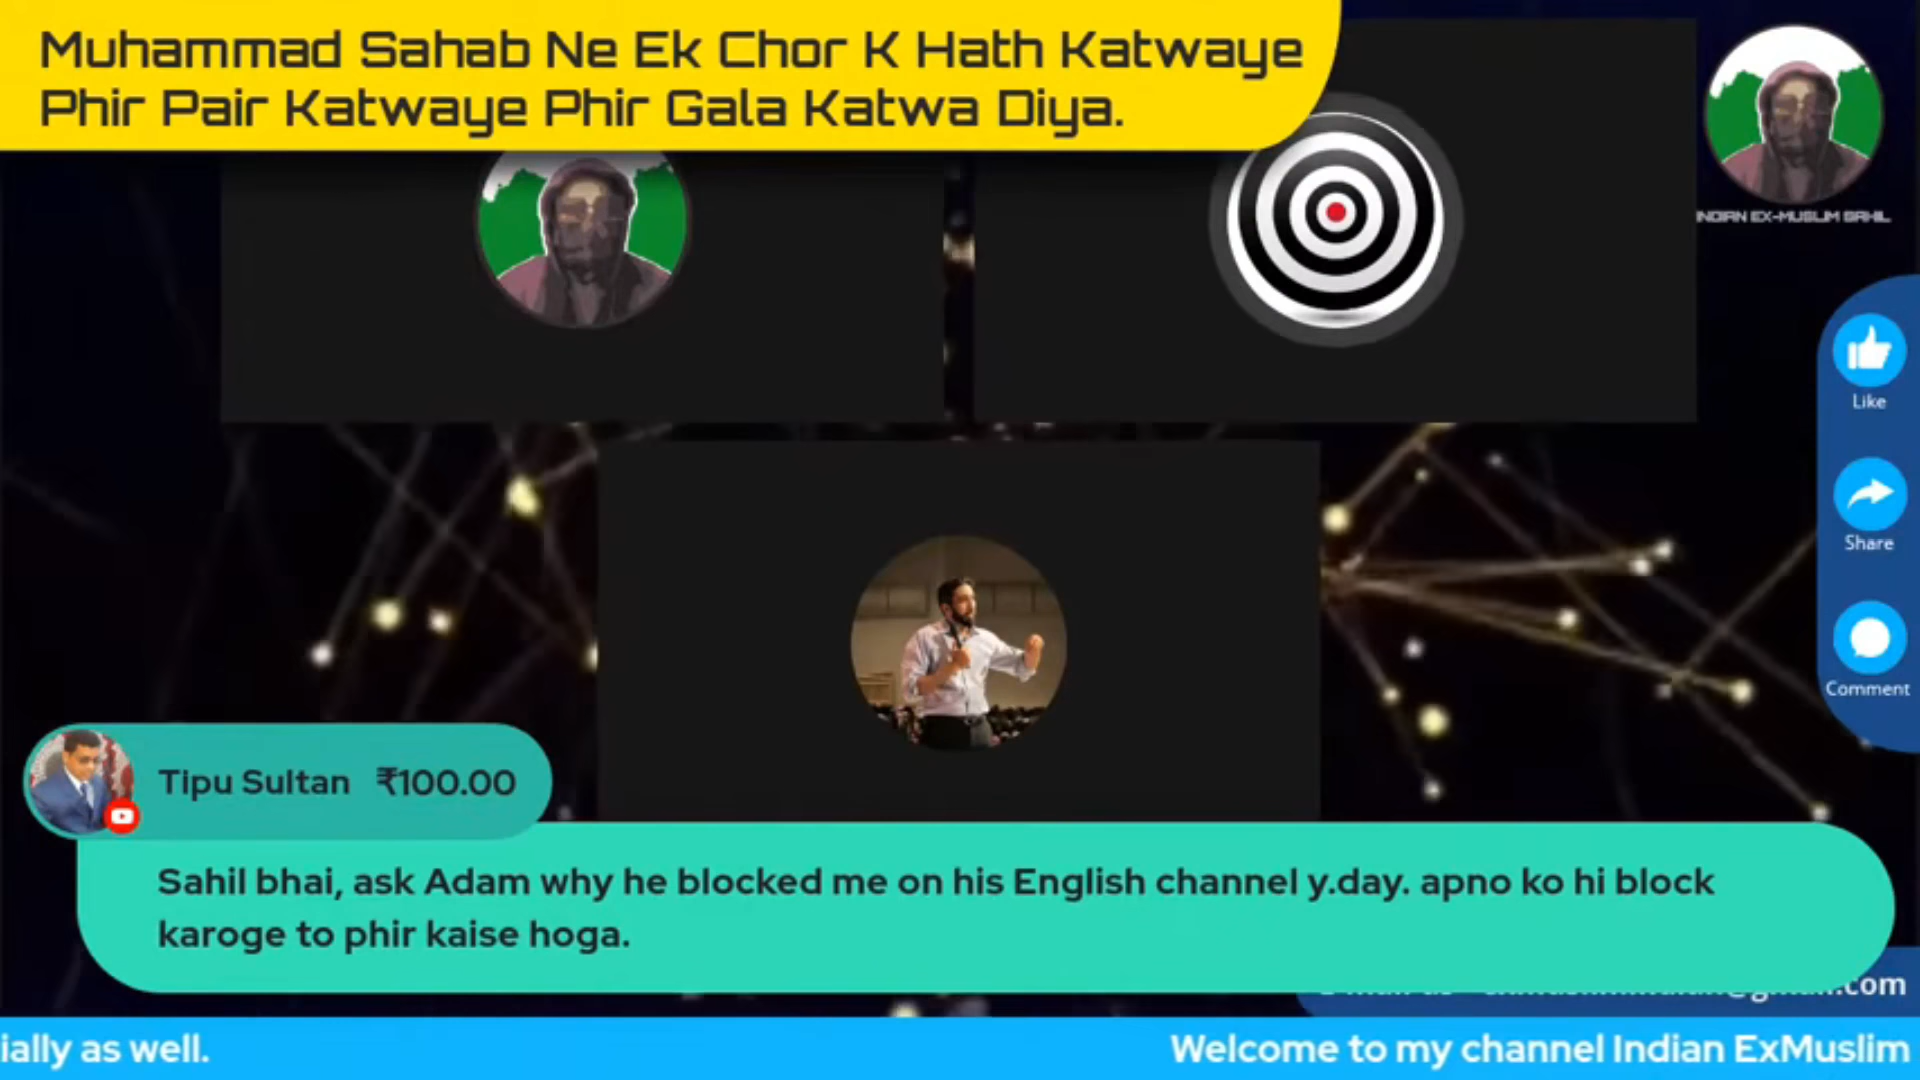 Muhammad Sahab Ne Ek Chor K Hath Katwaye
Phir Pair Katwaye Phir Gala Katwa Diya.
INDIAN EX-MUSLIM SAHIL
Like
Share
Comment
Tipu Sultan ₹100.00
Sahil bhai, ask Adam why he blocked me on his English channel y.day. apno ko hi block
karoge to phir kaise hoga.
.com
ially as well.
Welcome to my channel Indian ExMuslim